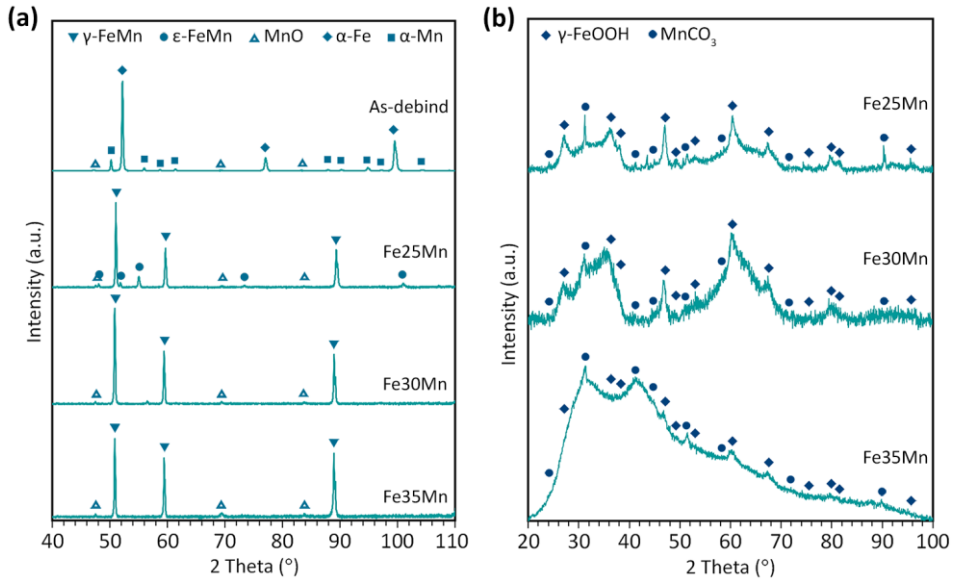 (a)
γ-FeMn ε-FeMn MnO α-Fe α-Mn
As-debind
Fe25Mn
Fe30Mn
Fe35Mn
Intensity (a.u.)
40 50 60 70 80 90 100 110
2 Theta (°)
(b)
γ-FeOOH MnCO₃
Fe25Mn
Fe30Mn
Fe35Mn
Intensity (a.u.)
20 30 40 50 60 70 80 90 100
2 Theta (°)